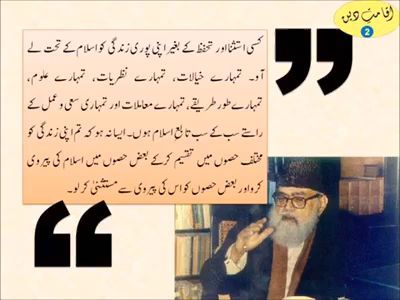 اقامت دین
2
کسی استثنا اور تحفظ کے بغیر اپنی پوری زندگی کو اسلام کے تحت لے
آو۔ تمہارے خیالات، تمہارے نظریات، تمہارے علوم،
تمہارے طور طریقے، تمہارے معاملات اور تمہاری سعی و عمل کے
راستے سب کے سب تابع اسلام ہوں۔ ایسا نہ ہو کہ تم اپنی زندگی کو
مختلف حصوں میں تقسیم کرکے بعض حصوں میں اسلام کی پیروی
کرو اور بعض حصوں کو اس کی پیروی سے مستثنیٰ کر لو۔